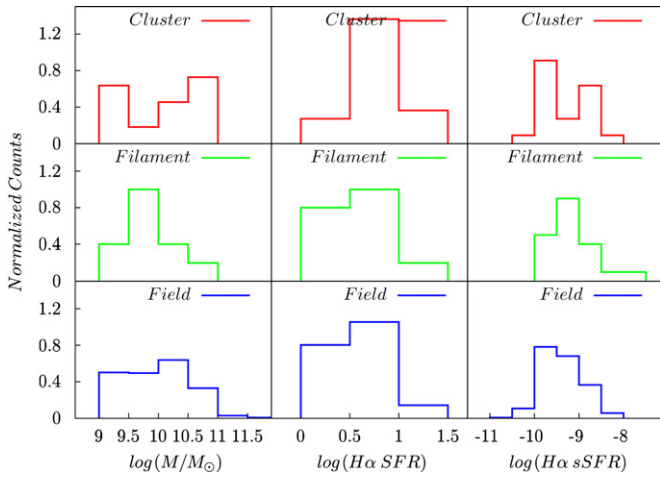 Cluster
Cluster
Cluster
1.2
0.8
0.4
0
Filament
Filament
Filament
1.2
0.8
0.4
0
Normalized Counts
Field
Field
Field
1.2
0.8
0.4
0
9 9.5 10 10.5 11 11.5
0 0.5 1 1.5
-11 -10 -9 -8
log(M/M⊙)
log(Hα SFR)
log(Hα sSFR)